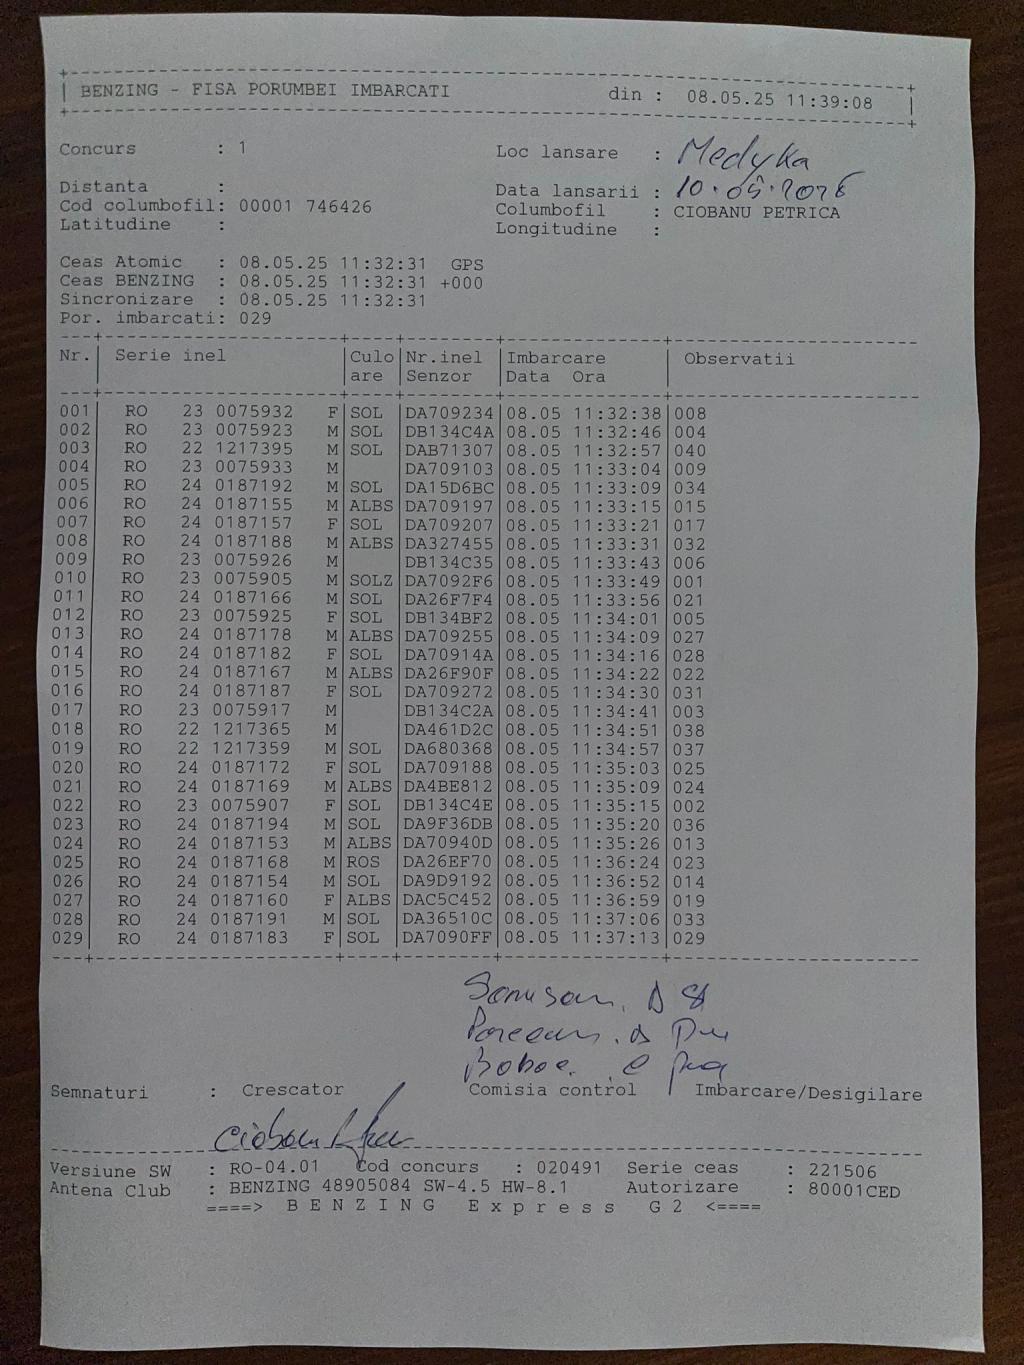 BENZING - FISA PORUMBEI IMBARCATI din : 08.05.25 11:39:08
Concurs : 1 Loc lansare : Medyka
Distanta : Data lansarii : 10.05.2025
Cod columbofil: 00001 746426 Columbofil : CIOBANU PETRICA
Latitudine : Longitudine :
Ceas Atomic : 08.05.25 11:32:31 GPS
Ceas BENZING : 08.05.25 11:32:31 +000
Sincronizare : 08.05.25 11:32:31
Por. imbarcati: 029
Nr. Serie inel Culo Nr.inel Imbarcare Observatii
are Senzor Data Ora
001 RO 23 0075932 F SOL DA709234 08.05 11:32:38 008
002 RO 23 0075923 M SOL DB134C4A 08.05 11:32:46 004
003 RO 22 1217395 M SOL DAB71307 08.05 11:32:57 040
004 RO 23 0075933 M DA709103 08.05 11:33:04 009
005 RO 24 0187192 M SOL DA15D6BC 08.05 11:33:09 034
006 RO 24 0187155 M ALBS DA709197 08.05 11:33:15 015
007 RO 24 0187157 F SOL DA709207 08.05 11:33:21 017
008 RO 24 0187188 M ALBS DA327455 08.05 11:33:31 032
009 RO 23 0075926 M DB134C35 08.05 11:33:43 006
010 RO 23 0075905 M SOLZ DA7092F6 08.05 11:33:49 001
011 RO 24 0187166 M SOL DA26F7F4 08.05 11:33:56 021
012 RO 23 0075925 F SOL DB134BF2 08.05 11:34:01 005
013 RO 24 0187178 M ALBS DA709255 08.05 11:34:09 027
014 RO 24 0187182 F SOL DA70914A 08.05 11:34:16 028
015 RO 24 0187167 M ALBS DA26F90F 08.05 11:34:22 022
016 RO 24 0187187 F SOL DA709272 08.05 11:34:30 031
017 RO 23 0075917 M DB134C2A 08.05 11:34:41 003
018 RO 22 1217365 M DA461D2C 08.05 11:34:51 038
019 RO 22 1217359 M SOL DA680368 08.05 11:34:57 037
020 RO 24 0187172 F SOL DA709188 08.05 11:35:03 025
021 RO 24 0187169 M ALBS DA4BE812 08.05 11:35:09 024
022 RO 23 0075907 F SOL DB134C4E 08.05 11:35:15 002
023 RO 24 0187194 M SOL DA9F36DB 08.05 11:35:20 036
024 RO 24 0187153 M ALBS DA70940D 08.05 11:35:26 013
025 RO 24 0187168 M ROS DA26EF70 08.05 11:36:24 023
026 RO 24 0187154 M SOL DA9D9192 08.05 11:36:52 014
027 RO 24 0187160 F ALBS DAC5C452 08.05 11:36:59 019
028 RO 24 0187191 M SOL DA36510C 08.05 11:37:06 033
029 RO 24 0187183 F SOL DA7090FF 08.05 11:37:13 029
Semnaturi : Crescator Comisia control Imbarcare/Desigilare
Versiune SW : RO-04.01 Cod concurs : 020491 Serie ceas : 221506
Antena Club : BENZING 48905084 SW-4.5 HW-8.1 Autorizare : 80001CED
====> B E N Z I N G E x p r e s s G 2 <====